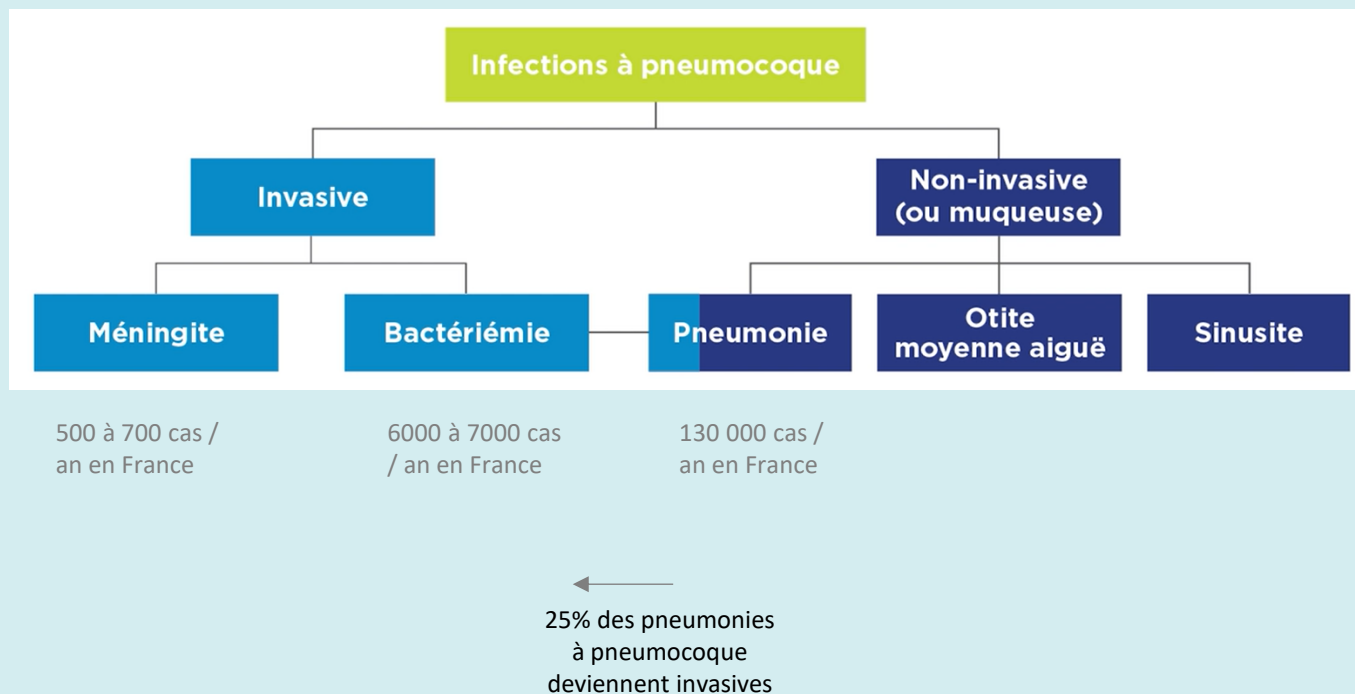 Infections à pneumocoque
Invasive
Non-invasive
(ou muqueuse)
Méningite
Bactériémie
Pneumonie
Otite
moyenne aiguë
Sinusite
500 à 700 cas /
an en France
6000 à 7000 cas
/ an en France
130 000 cas /
an en France
25% des pneumonies
à pneumocoque
deviennent invasives